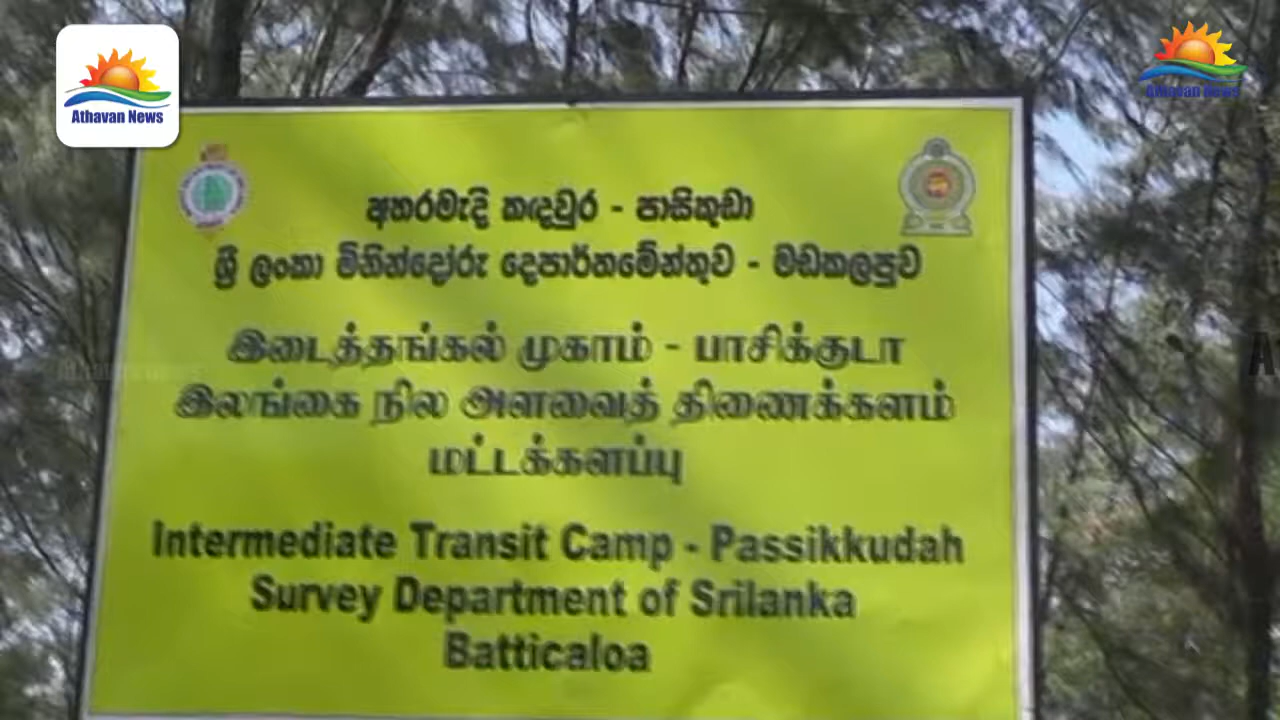 Athavan News
Athavan News
අතරමැදි කඳවුර - පාසිකුඩා
ශ්‍රී ලංකා මිනින්දෝරු දෙපාර්තමේන්තුව - මඩකලපුව
இடைத்தங்கல் முகாம் - பாசிக்குடா
இலங்கை நில அளவைத் திணைக்களம்
மட்டக்களப்பு
Intermediate Transit Camp - Passikkudah
Survey Department of Srilanka
Batticaloa